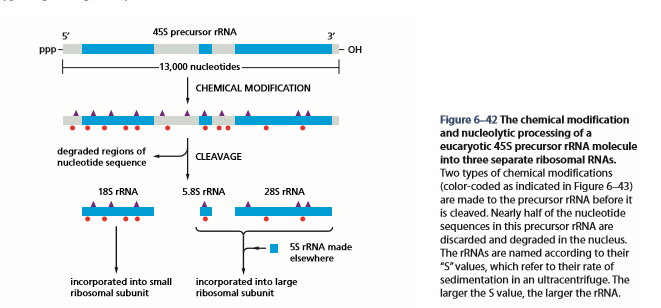 5′ 45S precursor rRNA 3′
ppp OH
13,000 nucleotides
CHEMICAL MODIFICATION
degraded regions of
nucleotide sequence
CLEAVAGE
18S rRNA 5.8S rRNA 28S rRNA
5S rRNA made
elsewhere
incorporated into small
ribosomal subunit
incorporated into large
ribosomal subunit
Figure 6–42 The chemical modification
and nucleolytic processing of a
eucaryotic 45S precursor rRNA molecule
into three separate ribosomal RNAs.
Two types of chemical modifications
(color-coded as indicated in Figure 6–43)
are made to the precursor rRNA before it
is cleaved. Nearly half of the nucleotide
sequences in this precursor rRNA are
discarded and degraded in the nucleus.
The rRNAs are named according to their
“S” values, which refer to their rate of
sedimentation in an ultracentrifuge. The
larger the S value, the larger the rRNA.